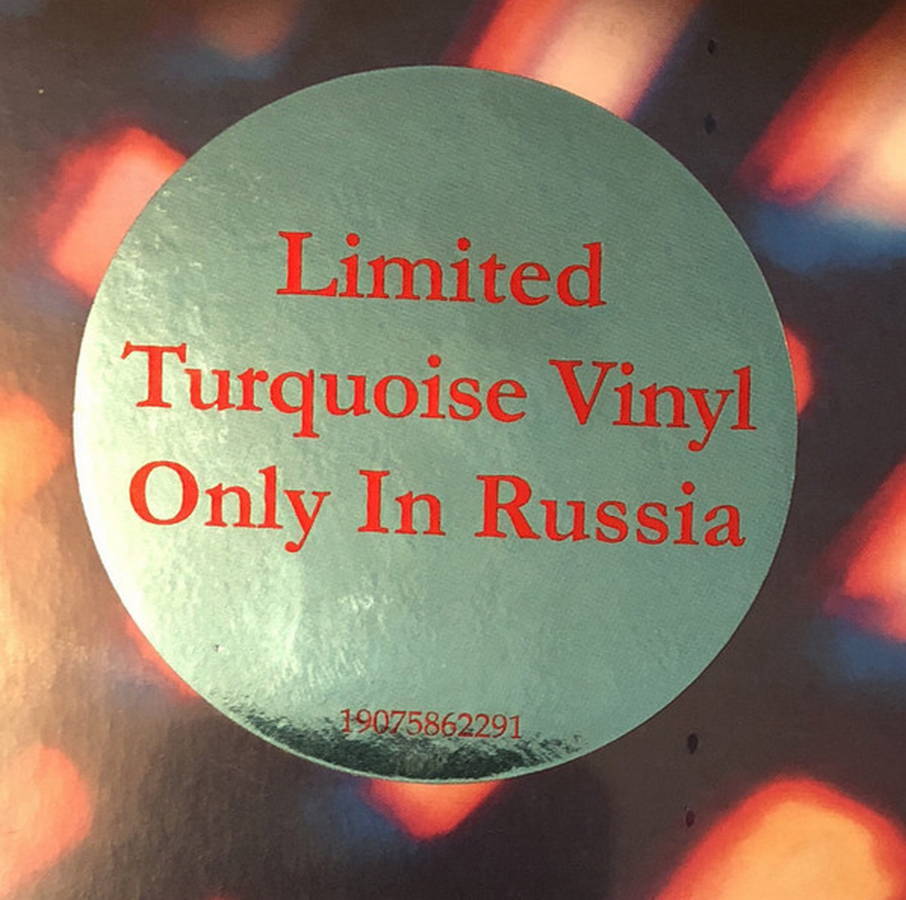 Limited
Turquoise Vinyl
Only In Russia
19075862291